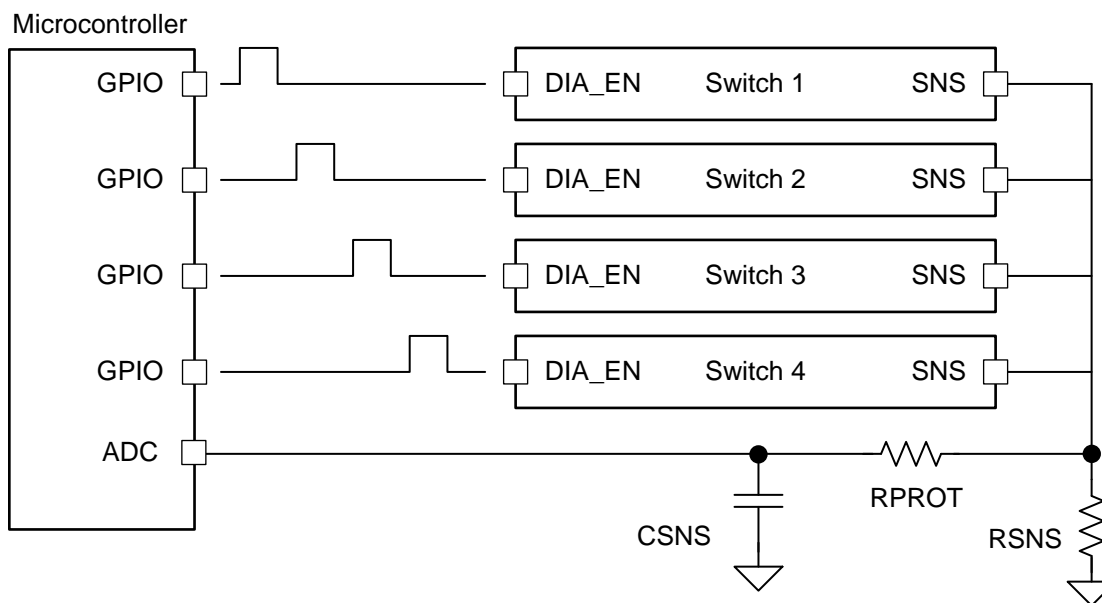 Microcontroller
GPIO DIA_EN Switch 1 SNS
GPIO DIA_EN Switch 2 SNS
GPIO DIA_EN Switch 3 SNS
GPIO DIA_EN Switch 4 SNS
ADC
RPROT
CSNS
RSNS